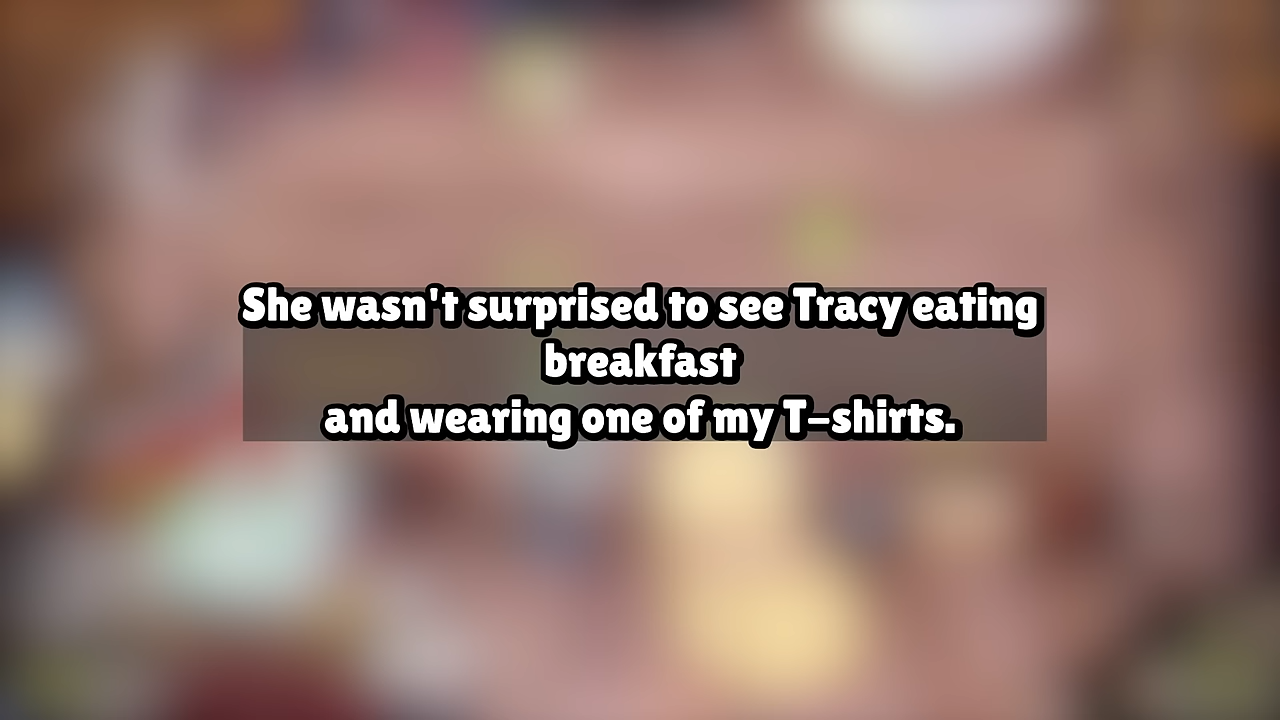 She wasn't surprised to see Tracy eating
breakfast
and wearing one of my T-shirts.